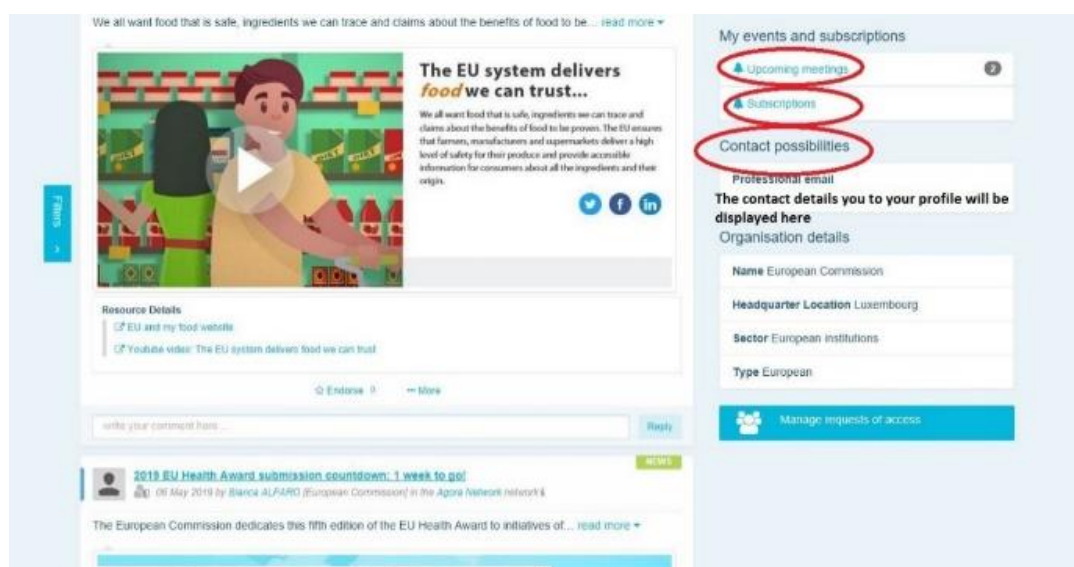 We all want food that is safe, ingredients we can trace and claims about the benefits of food to be... read more
The EU system delivers
food we can trust...
We all want food that is safe, ingredients we can trace and
claims about the benefits of food to be proven. The EU ensures
that farmers, manufacturers and supermarkets deliver a high
level of safety for their produce and provide accessible
information for consumers about all the ingredients and their
origin.
Filters
Resource Details
EU and my food website
Youtube video: The EU system delivers food we can trust
Endorse 0 More
write your comment here ...
Reply
NEWS
2019 EU Health Award submission countdown: 1 week to go!
06 May 2019 by Bianca ALFARO [European Commission] in the Agora Network network
The European Commission dedicates this fifth edition of the EU Health Award to initiatives of... read more
My events and subscriptions
Upcoming meetings 2
Subscriptions
Contact possibilities
Professional email
The contact details you to your profile will be
displayed here
Organisation details
Name European Commission
Headquarter Location Luxembourg
Sector European institutions
Type European
Manage requests of access